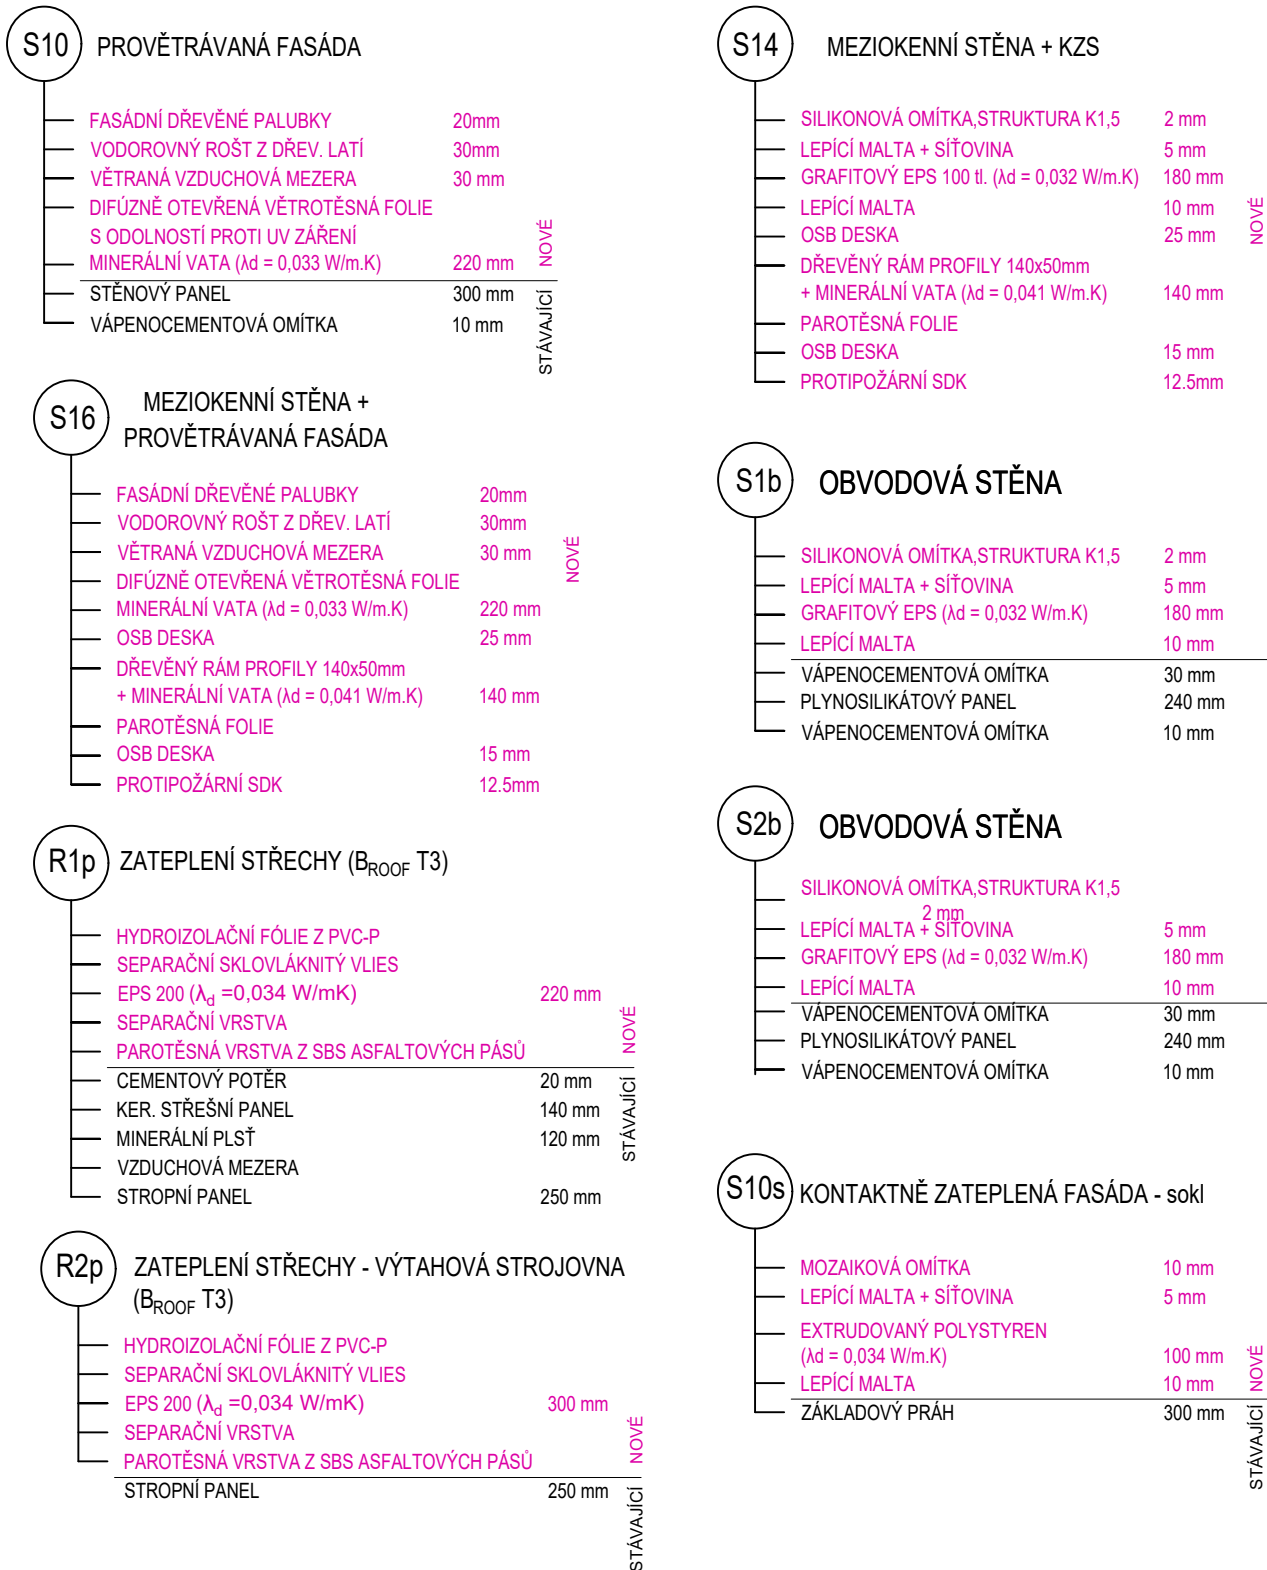 S10 PROVĚTRÁVANÁ FASÁDA
FASÁDNÍ DŘEVĚNÉ PALUBKY 20mm
VODOROVNÝ ROŠT Z DŘEV. LATÍ 30mm
VĚTRANÁ VZDUCHOVÁ MEZERA 30 mm
DIFÚZNĚ OTEVŘENÁ VĚTROTĚSNÁ FOLIE
S ODOLNOSTÍ PROTI UV ZÁŘENÍ
MINERÁLNÍ VATA (λd = 0,033 W/m.K) 220 mm
NOVÉ
STĚNOVÝ PANEL 300 mm
VÁPENOCEMENTOVÁ OMÍTKA 10 mm
STÁVAJÍCÍ
S16 MEZIOKENNÍ STĚNA +
PROVĚTRÁVANÁ FASÁDA
FASÁDNÍ DŘEVĚNÉ PALUBKY 20mm
VODOROVNÝ ROŠT Z DŘEV. LATÍ 30mm
VĚTRANÁ VZDUCHOVÁ MEZERA 30 mm
DIFÚZNĚ OTEVŘENÁ VĚTROTĚSNÁ FOLIE
MINERÁLNÍ VATA (λd = 0,033 W/m.K) 220 mm
OSB DESKA 25 mm
DŘEVĚNÝ RÁM PROFILY 140x50mm
+ MINERÁLNÍ VATA (λd = 0,041 W/m.K) 140 mm
PAROTĚSNÁ FOLIE
OSB DESKA 15 mm
PROTIPOŽÁRNÍ SDK 12.5mm
NOVÉ
R1p ZATEPLENÍ STŘECHY (BROOF T3)
HYDROIZOLAČNÍ FÓLIE Z PVC-P
SEPARAČNÍ SKLOVLÁKNITÝ VLIES
EPS 200 (λd =0,034 W/mK) 220 mm
SEPARAČNÍ VRSTVA
PAROTĚSNÁ VRSTVA Z SBS ASFALTOVÝCH PÁSŮ
NOVÉ
CEMENTOVÝ POTĚR 20 mm
KER. STŘEŠNÍ PANEL 140 mm
MINERÁLNÍ PLSŤ 120 mm
VZDUCHOVÁ MEZERA
STROPNÍ PANEL 250 mm
STÁVAJÍCÍ
R2p ZATEPLENÍ STŘECHY - VÝTAHOVÁ STROJOVNA
(BROOF T3)
HYDROIZOLAČNÍ FÓLIE Z PVC-P
SEPARAČNÍ SKLOVLÁKNITÝ VLIES
EPS 200 (λd =0,034 W/mK) 300 mm
SEPARAČNÍ VRSTVA
PAROTĚSNÁ VRSTVA Z SBS ASFALTOVÝCH PÁSŮ
NOVÉ
STROPNÍ PANEL 250 mm
STÁVAJÍCÍ
S14 MEZIOKENNÍ STĚNA + KZS
SILIKONOVÁ OMÍTKA,STRUKTURA K1,5 2 mm
LEPÍCÍ MALTA + SÍŤOVINA 5 mm
GRAFITOVÝ EPS 100 tl. (λd = 0,032 W/m.K) 180 mm
LEPÍCÍ MALTA 10 mm
OSB DESKA 25 mm
DŘEVĚNÝ RÁM PROFILY 140x50mm
+ MINERÁLNÍ VATA (λd = 0,041 W/m.K) 140 mm
PAROTĚSNÁ FOLIE
OSB DESKA 15 mm
PROTIPOŽÁRNÍ SDK 12.5mm
NOVÉ
S1b OBVODOVÁ STĚNA
SILIKONOVÁ OMÍTKA,STRUKTURA K1,5 2 mm
LEPÍCÍ MALTA + SÍŤOVINA 5 mm
GRAFITOVÝ EPS (λd = 0,032 W/m.K) 180 mm
LEPÍCÍ MALTA 10 mm
VÁPENOCEMENTOVÁ OMÍTKA 30 mm
PLYNOSILIKÁTOVÝ PANEL 240 mm
VÁPENOCEMENTOVÁ OMÍTKA 10 mm
S2b OBVODOVÁ STĚNA
SILIKONOVÁ OMÍTKA,STRUKTURA K1,5
2 mm
LEPÍCÍ MALTA + SÍŤOVINA 5 mm
GRAFITOVÝ EPS (λd = 0,032 W/m.K) 180 mm
LEPÍCÍ MALTA 10 mm
VÁPENOCEMENTOVÁ OMÍTKA 30 mm
PLYNOSILIKÁTOVÝ PANEL 240 mm
VÁPENOCEMENTOVÁ OMÍTKA 10 mm
S10s KONTAKTNĚ ZATEPLENÁ FASÁDA - sokl
MOZAIKOVÁ OMÍTKA 10 mm
LEPÍCÍ MALTA + SÍŤOVINA 5 mm
EXTRUDOVANÝ POLYSTYREN
(λd = 0,034 W/m.K) 100 mm
LEPÍCÍ MALTA 10 mm
NOVÉ
ZÁKLADOVÝ PRÁH 300 mm
STÁVAJÍCÍ